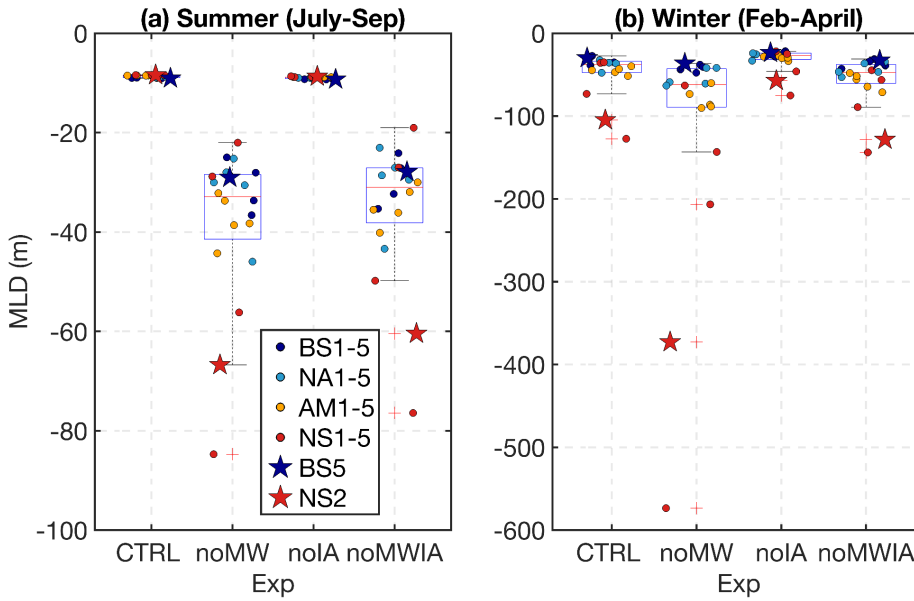 (a) Summer (July-Sep)
0
-20
-40
-60
-80
-100
MLD (m)
CTRL noMW noIA noMWIA
Exp
BS1-5
NA1-5
AM1-5
NS1-5
BS5
NS2
(b) Winter (Feb-April)
0
-100
-200
-300
-400
-500
-600
CTRL noMW noIA noMWIA
Exp